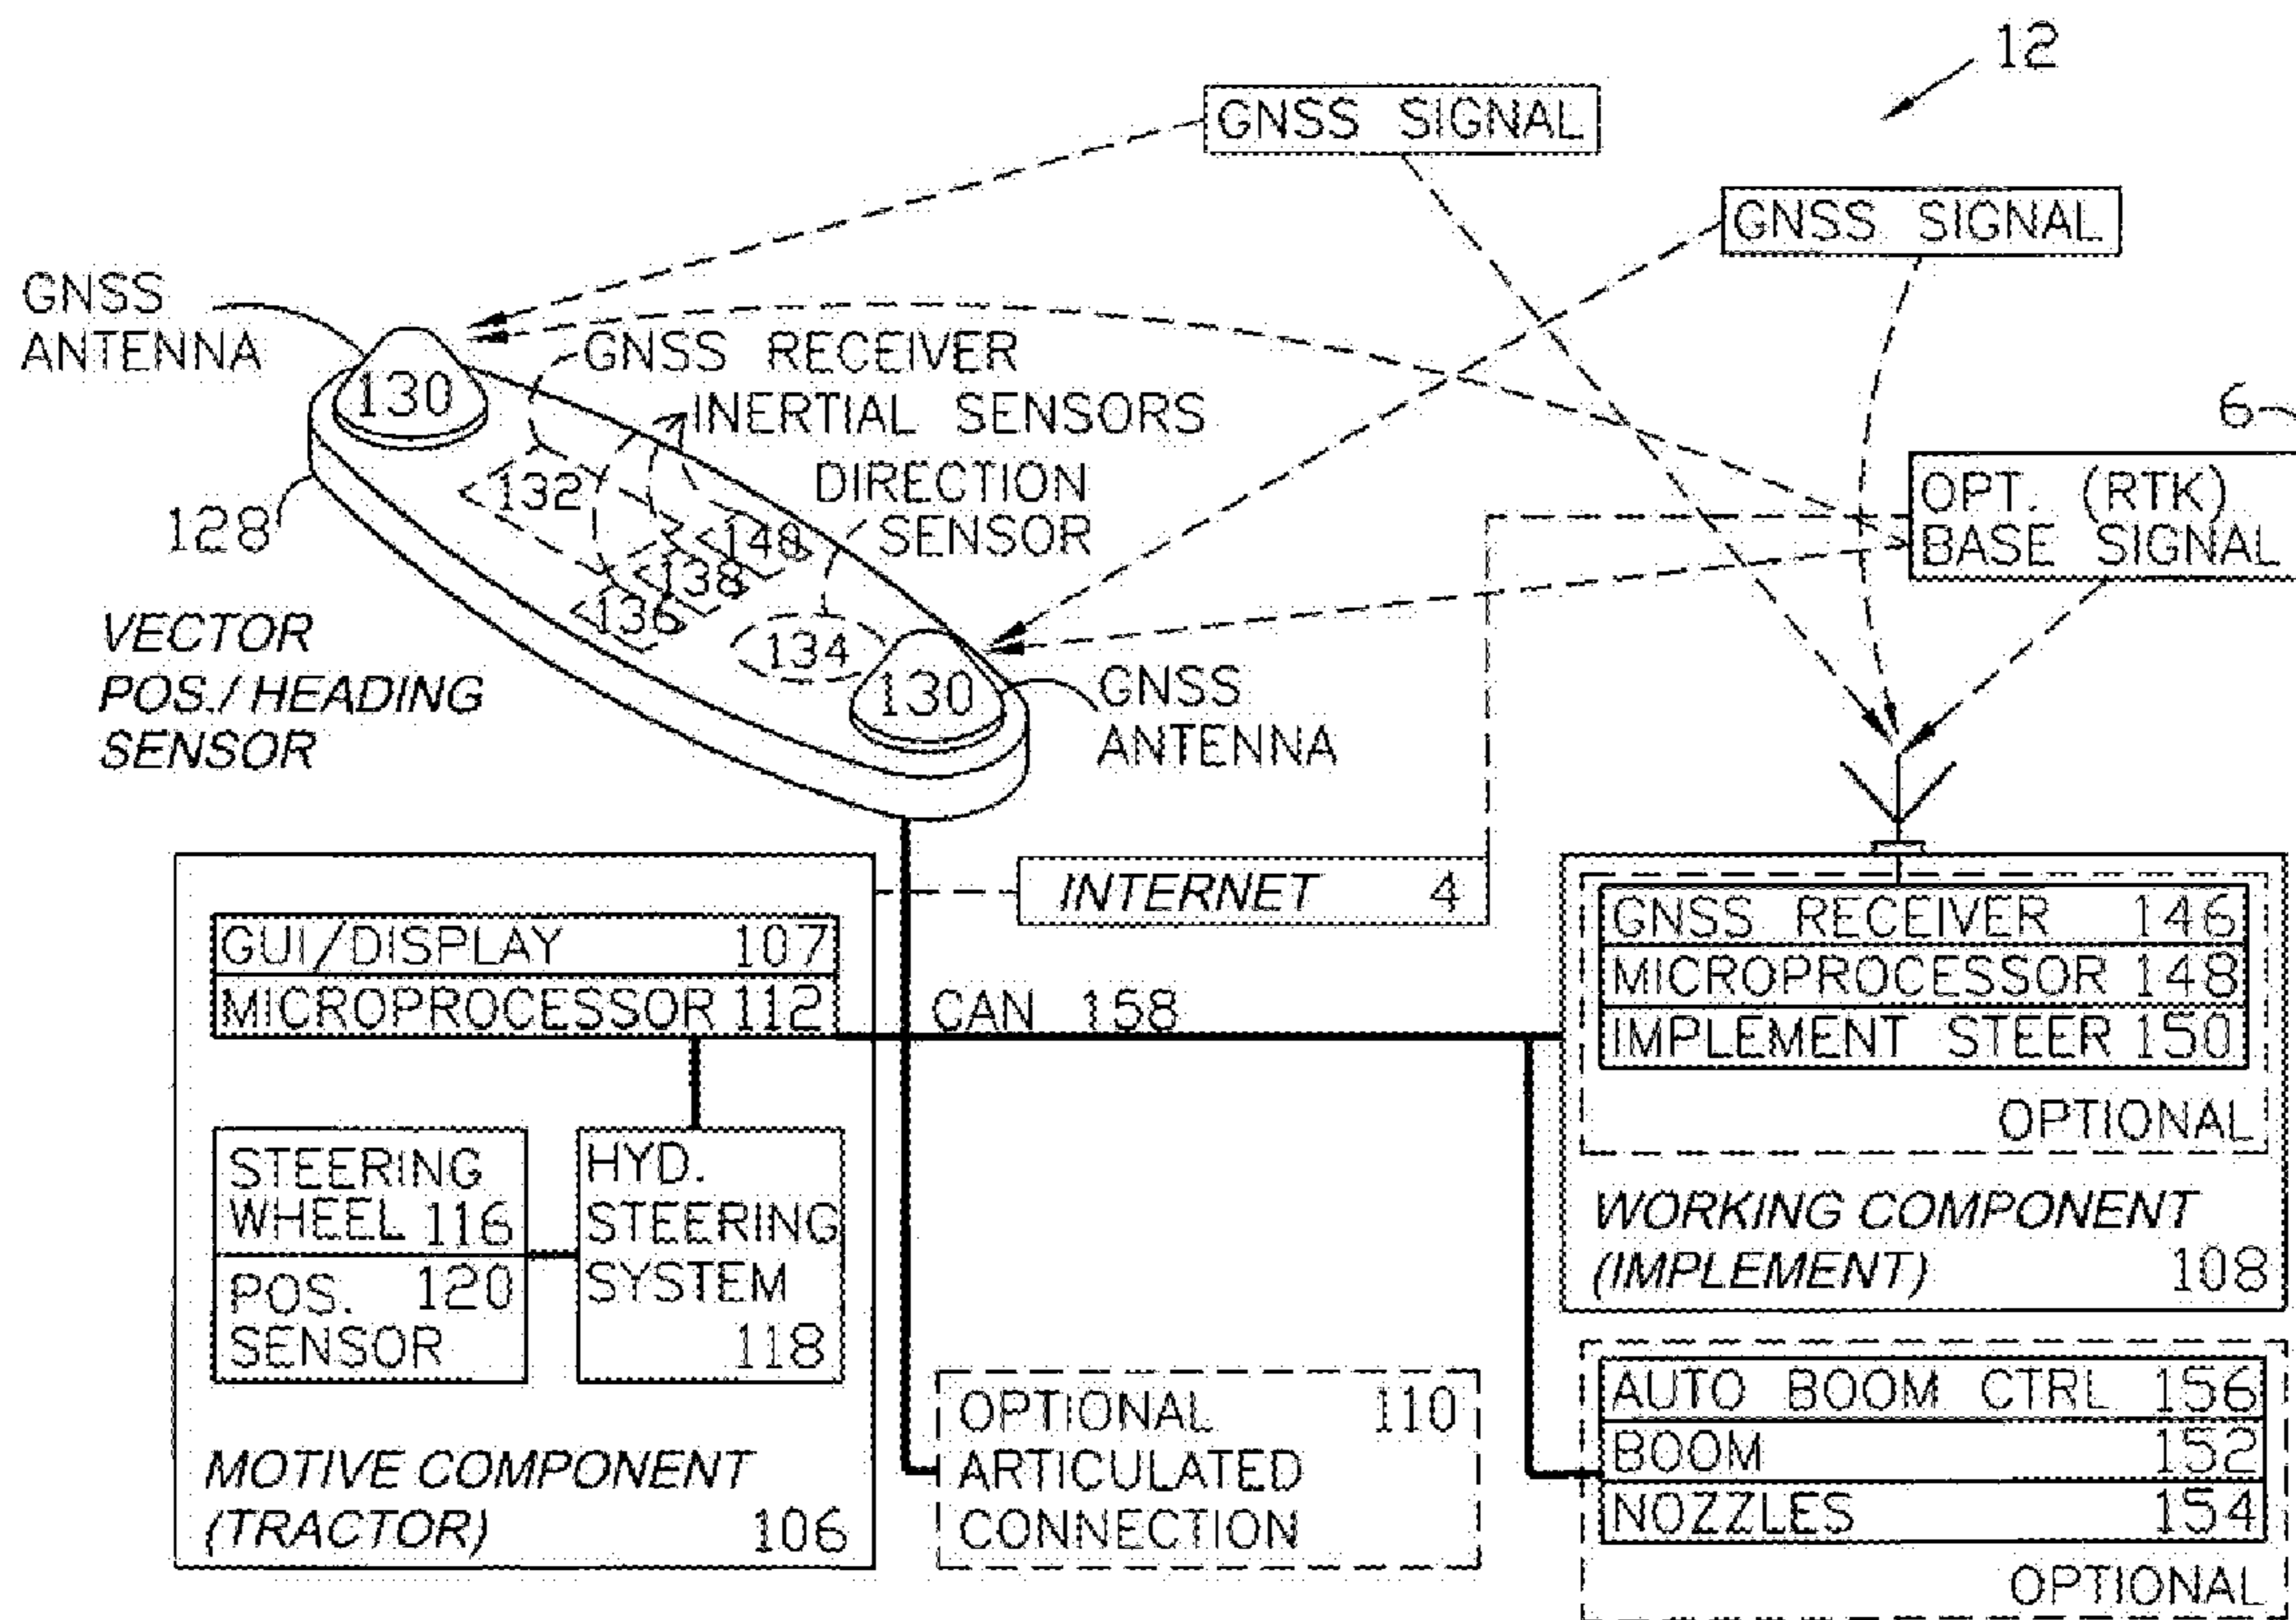 12
GNSS SIGNAL
GNSS SIGNAL
GNSS
ANTENNA
130
GNSS RECEIVER
INERTIAL SENSORS
DIRECTION
SENSOR
132
140
138
136
134
130
128
VECTOR
POS./ HEADING
SENSOR
GNSS
ANTENNA
6
OPT. (RTK)
BASE SIGNAL
INTERNET 4
GUI/DISPLAY 107
MICROPROCESSOR 112
CAN 158
STEERING
WHEEL 116
POS. 120
SENSOR
HYD.
STEERING
SYSTEM
118
MOTIVE COMPONENT
(TRACTOR) 106
OPTIONAL 110
ARTICULATED
CONNECTION
GNSS RECEIVER 146
MICROPROCESSOR 148
IMPLEMENT STEER 150
OPTIONAL
WORKING COMPONENT
(IMPLEMENT) 108
AUTO BOOM CTRL 156
BOOM 152
NOZZLES 154
OPTIONAL